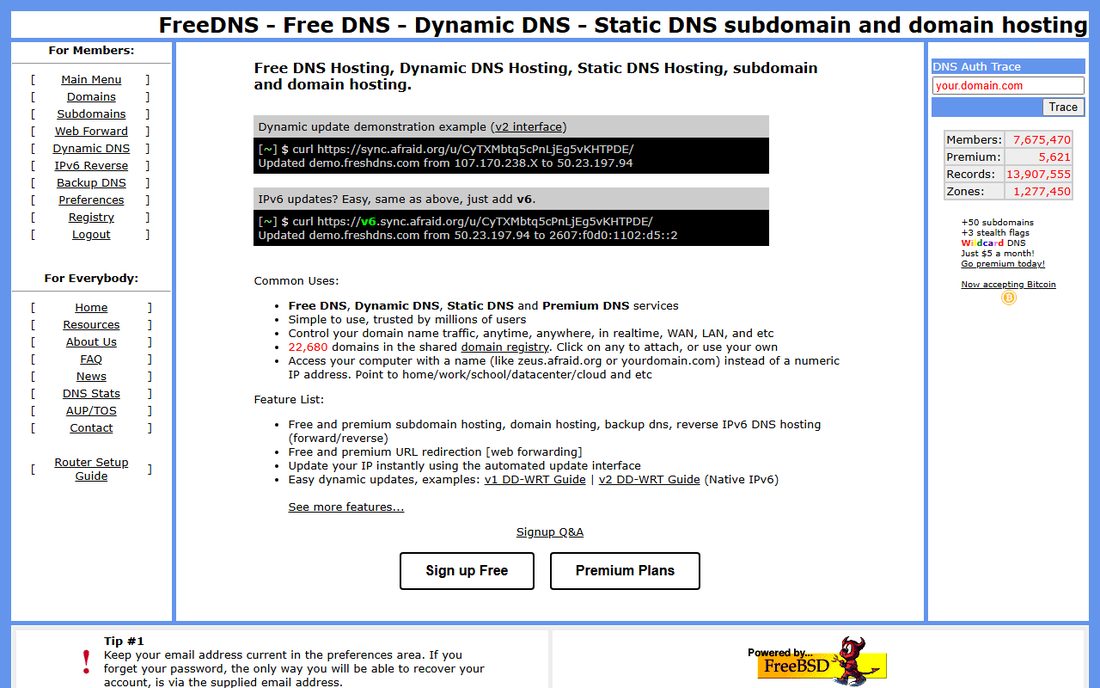 FreeDNS - Free DNS - Dynamic DNS - Static DNS subdomain and domain hosting
For Members:
[ Main Menu ]
[ Domains ]
[ Subdomains ]
[ Web Forward ]
[ Dynamic DNS ]
[ IPv6 Reverse ]
[ Backup DNS ]
[ Preferences ]
[ Registry ]
[ Logout ]
For Everybody:
[ Home ]
[ Resources ]
[ About Us ]
[ FAQ ]
[ News ]
[ DNS Stats ]
[ AUP/TOS ]
[ Contact ]
[ Router Setup
Guide ]
Free DNS Hosting, Dynamic DNS Hosting, Static DNS Hosting, subdomain
and domain hosting.
Dynamic update demonstration example (v2 interface)
[~] $ curl https://sync.afraid.org/u/CyTXMbtq5cPnLjEg5vKHTPDE/
Updated demo.freshdns.com from 107.170.238.X to 50.23.197.94
IPv6 updates? Easy, same as above, just add v6.
[~] $ curl https://v6.sync.afraid.org/u/CyTXMbtq5cPnLjEg5vKHTPDE/
Updated demo.freshdns.com from 50.23.197.94 to 2607:f0d0:1102:d5::2
Common Uses:
• Free DNS, Dynamic DNS, Static DNS and Premium DNS services
• Simple to use, trusted by millions of users
• Control your domain name traffic, anytime, anywhere, in realtime, WAN, LAN, and etc
• 22,680 domains in the shared domain registry. Click on any to attach, or use your own
• Access your computer with a name (like zeus.afraid.org or yourdomain.com) instead of a numeric
IP address. Point to home/work/school/datacenter/cloud and etc
Feature List:
• Free and premium subdomain hosting, domain hosting, backup dns, reverse IPv6 DNS hosting
(forward/reverse)
• Free and premium URL redirection [web forwarding]
• Update your IP instantly using the automated update interface
• Easy dynamic updates, examples: v1 DD-WRT Guide | v2 DD-WRT Guide (Native IPv6)
See more features...
Signup Q&A
Sign up Free
Premium Plans
DNS Auth Trace
your.domain.com
Trace
Members: 7,675,470
Premium: 5,621
Records: 13,907,555
Zones: 1,277,450
+50 subdomains
+3 stealth flags
Wildcard DNS
Just $5 a month!
Go premium today!
Now accepting Bitcoin
Tip #1
Keep your email address current in the preferences area. If you
forget your password, the only way you will be able to recover your
account, is via the supplied email address.
Powered by...
FreeBSD